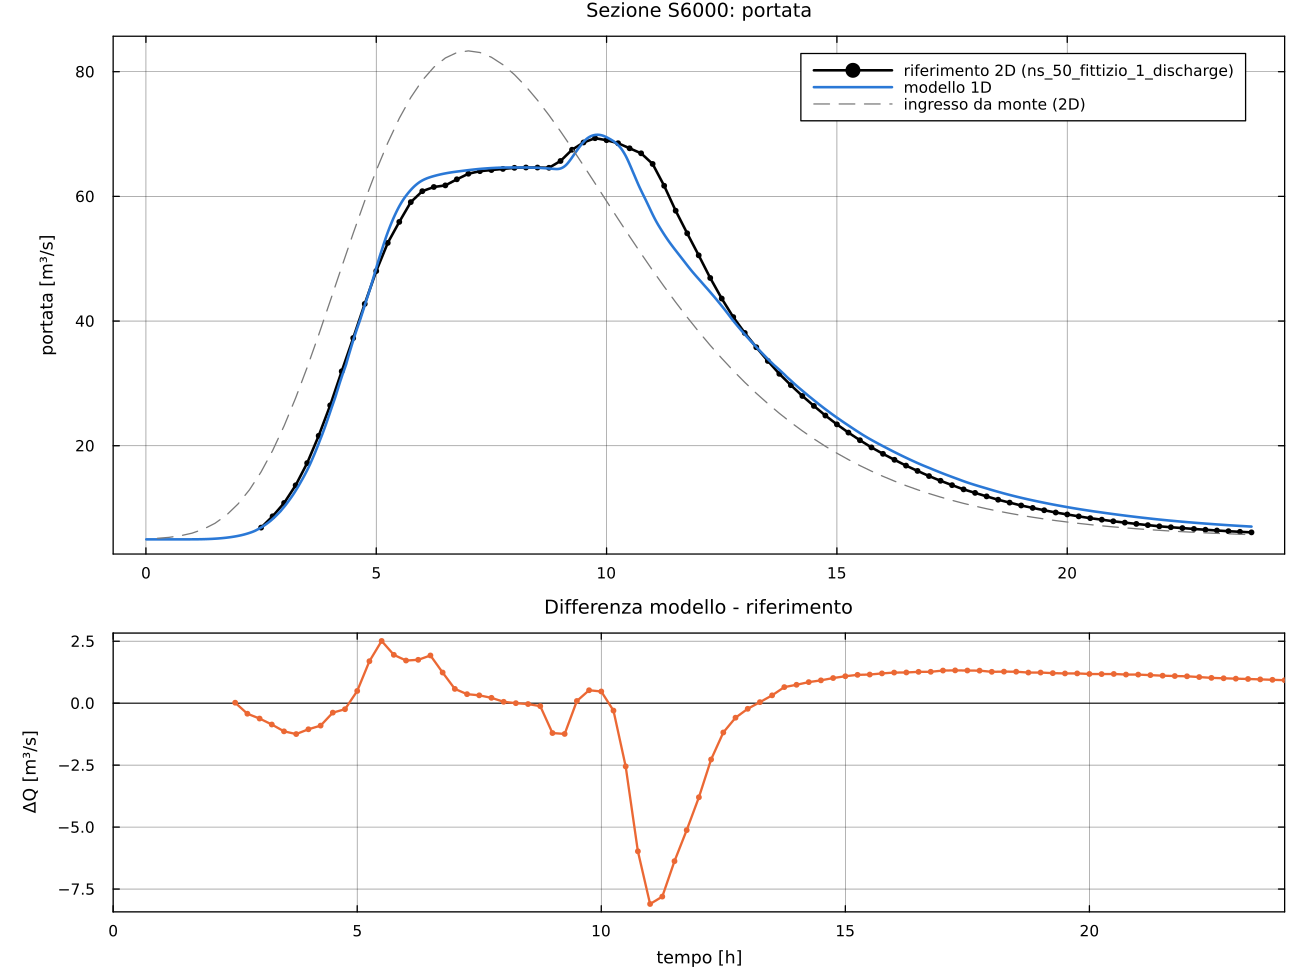 Sezione S6000: portata
portata [m³/s]
80
60
40
20
riferimento 2D (ns_50_fittizio_1_discharge)
modello 1D
ingresso da monte (2D)
0 5 10 15 20
Differenza modello - riferimento
ΔQ [m³/s]
2.5
0.0
−2.5
−5.0
−7.5
0 5 10 15 20
tempo [h]